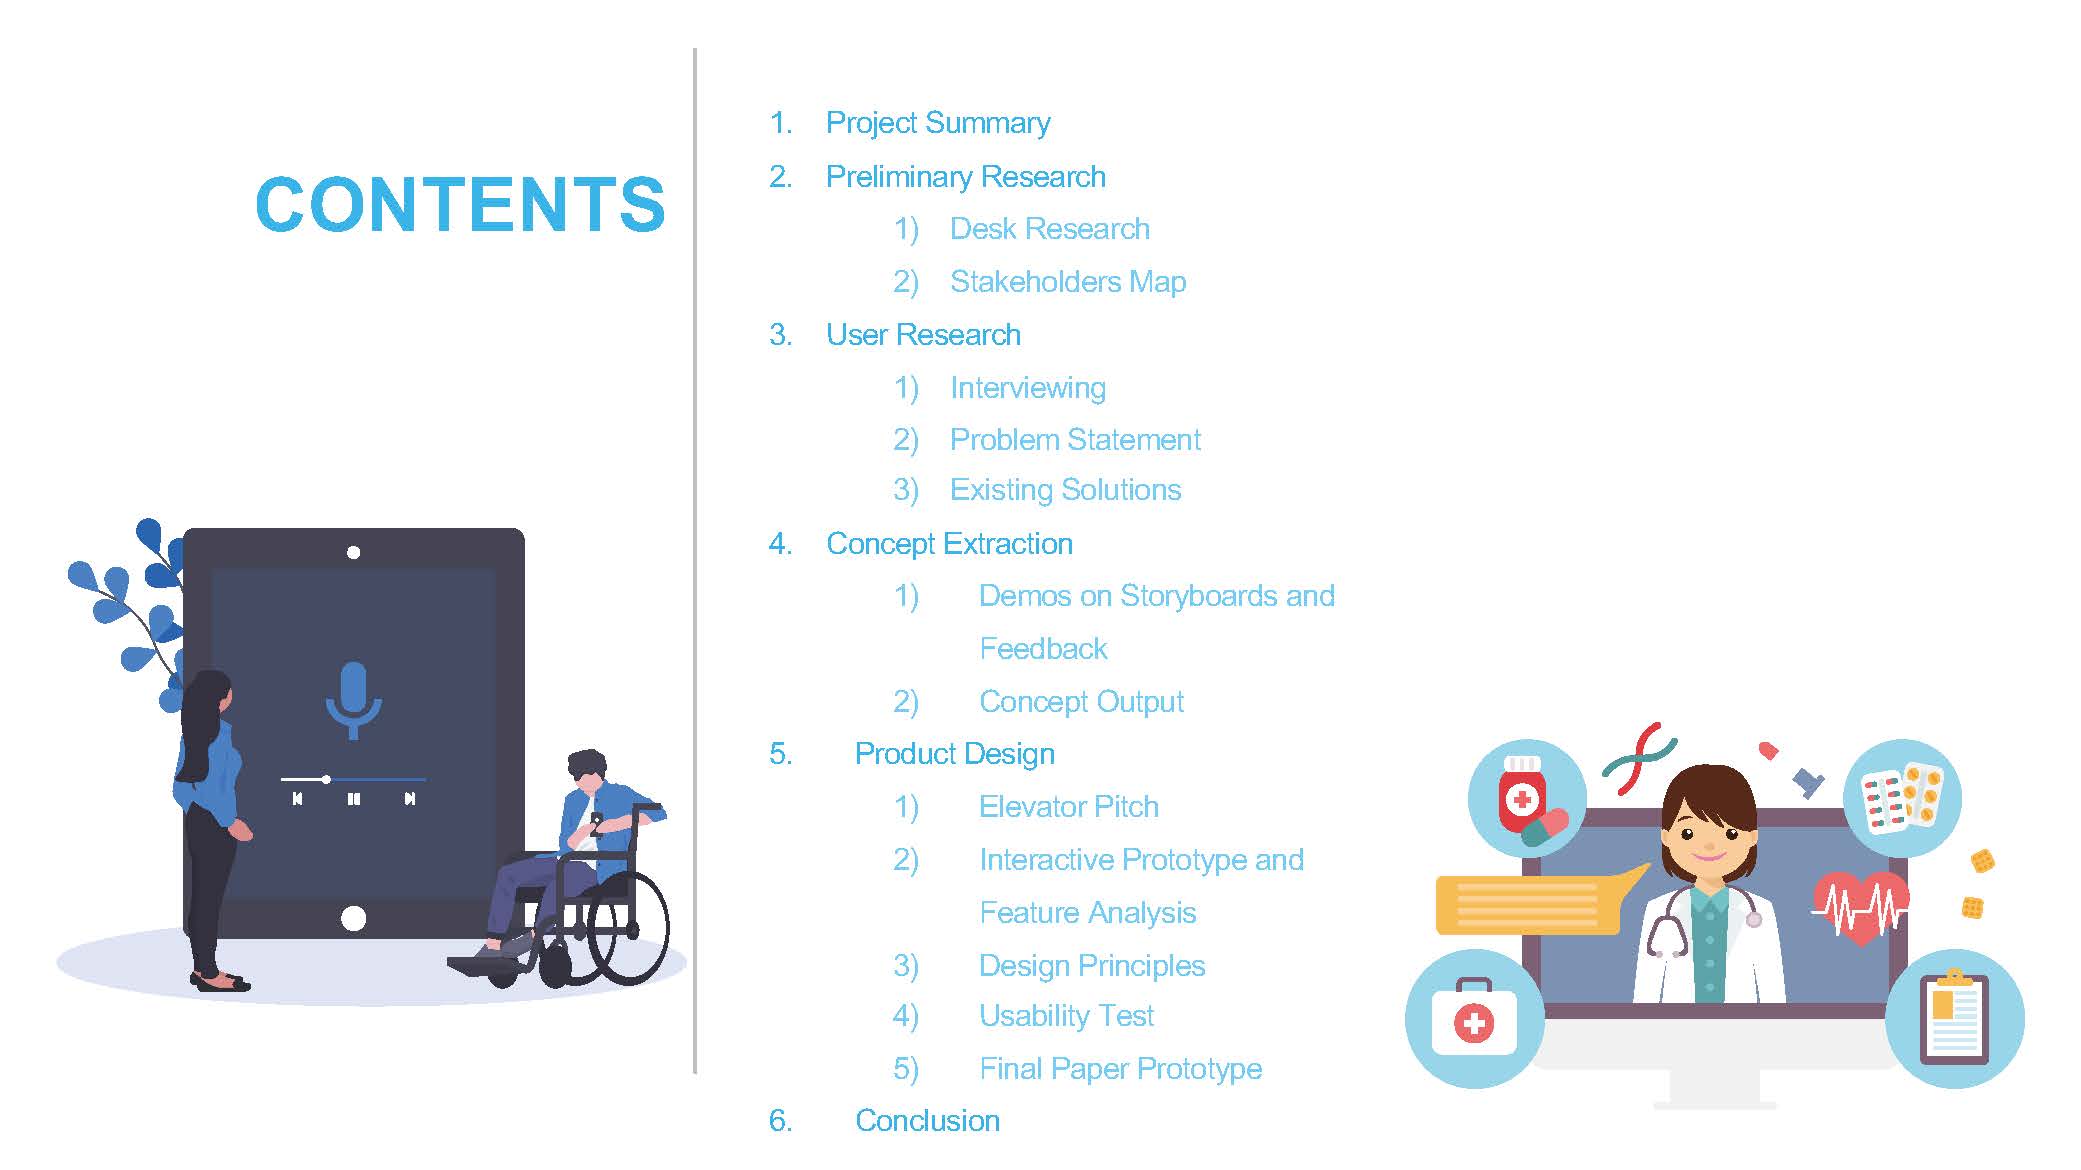 CONTENTS
1. Project Summary
2. Preliminary Research
1) Desk Research
2) Stakeholders Map
3. User Research
1) Interviewing
2) Problem Statement
3) Existing Solutions
4. Concept Extraction
1) Demos on Storyboards and
Feedback
2) Concept Output
5. Product Design
1) Elevator Pitch
2) Interactive Prototype and
Feature Analysis
3) Design Principles
4) Usability Test
5) Final Paper Prototype
6. Conclusion